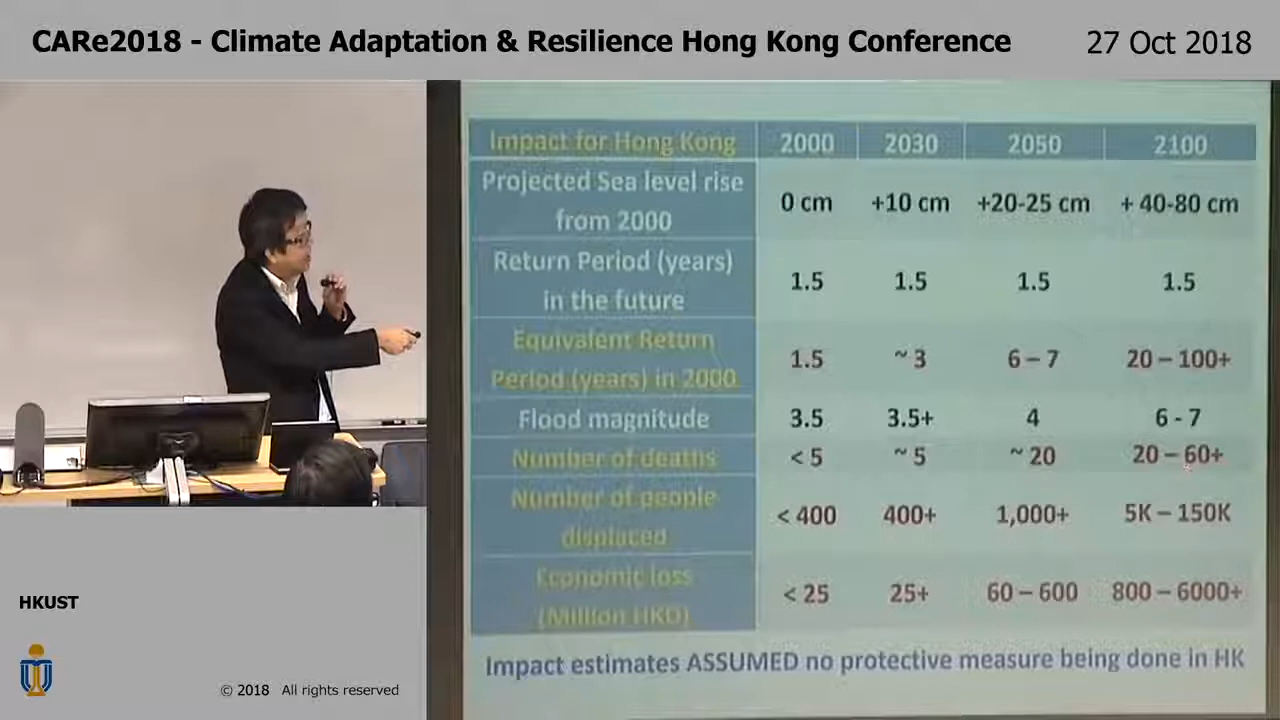 CARe2018 - Climate Adaptation & Resilience Hong Kong Conference
27 Oct 2018
Impact for Hong Kong 2000 2030 2050 2100
Projected Sea level rise
from 2000
0 cm +10 cm +20-25 cm + 40-80 cm
Return Period (years)
in the future
1.5 1.5 1.5 1.5
Equivalent Return
Period (years) in 2000
1.5 ~ 3 6 – 7 20 – 100+
Flood magnitude 3.5 3.5+ 4 6 - 7
Number of deaths < 5 ~ 5 ~ 20 20 – 60+
Number of people
displaced
< 400 400+ 1,000+ 5K – 150K
Economic loss
(Million HKD)
< 25 25+ 60 – 600 800 – 6000+
Impact estimates ASSUMED no protective measure being done in HK
HKUST
© 2018 All rights reserved